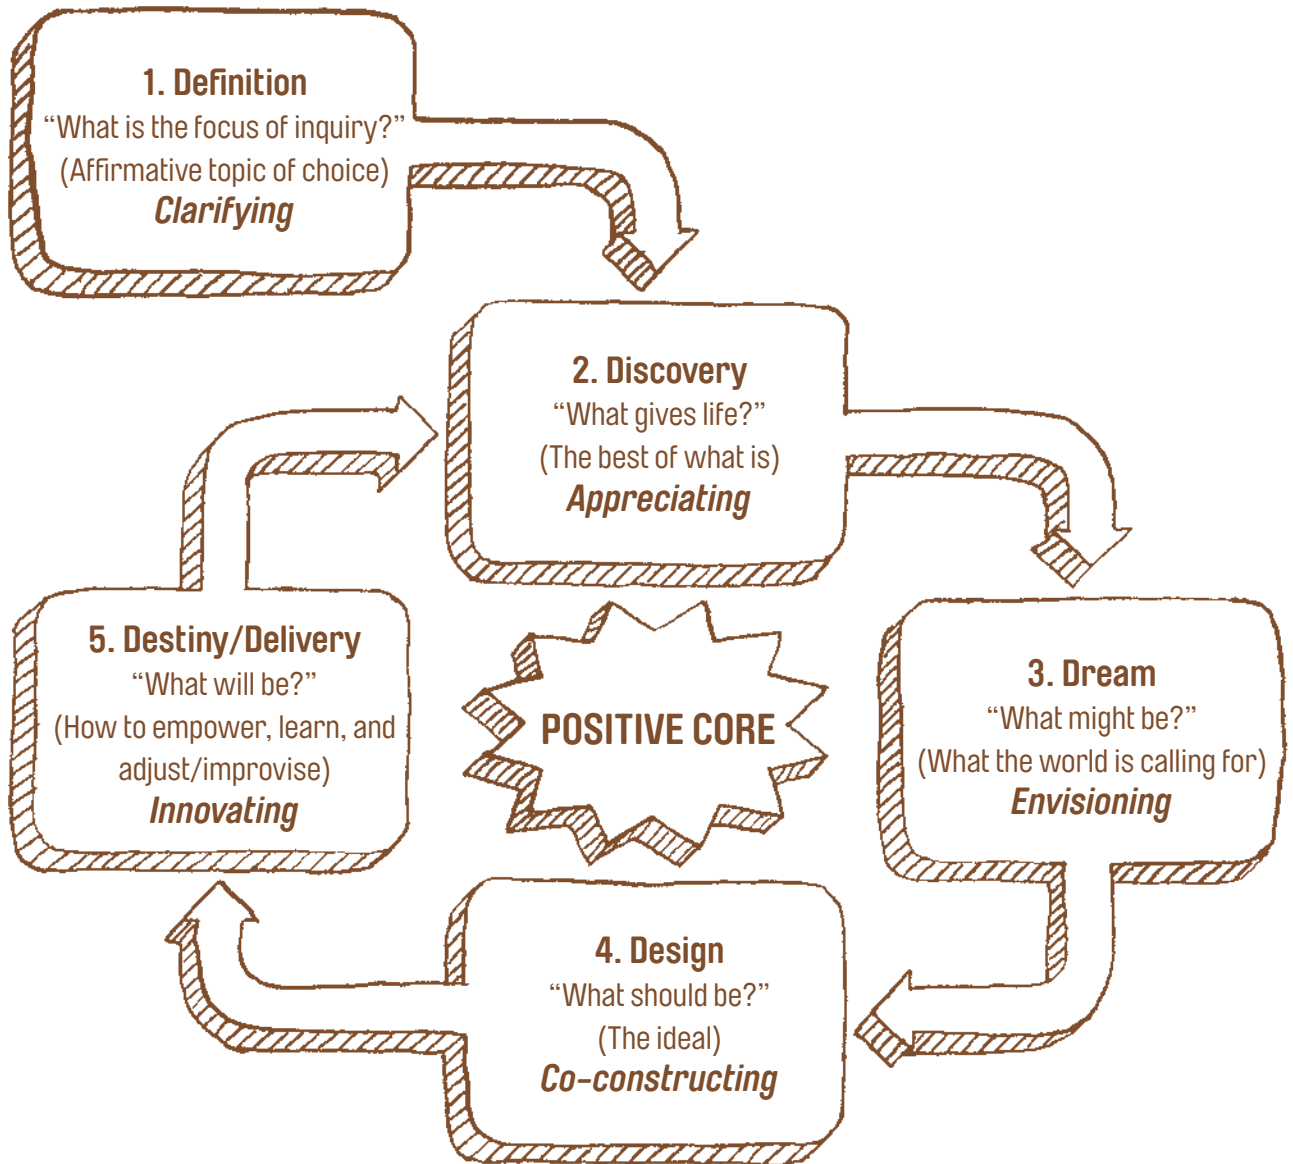 1. Definition
“What is the focus of inquiry?”
(Affirmative topic of choice)
Clarifying
2. Discovery
“What gives life?”
(The best of what is)
Appreciating
3. Dream
“What might be?”
(What the world is calling for)
Envisioning
4. Design
“What should be?”
(The ideal)
Co-constructing
5. Destiny/Delivery
“What will be?”
(How to empower, learn, and
adjust/improvise)
Innovating
POSITIVE CORE